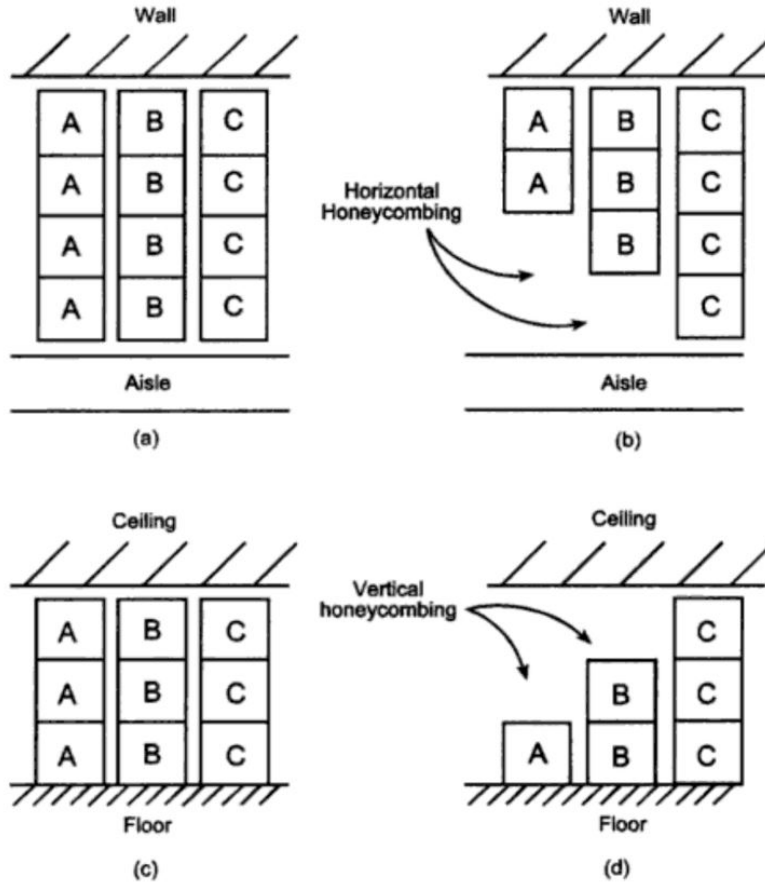 Wall
A B C
A B C
A B C
A B C
Aisle
(a)
Wall
A B C
A B C
Horizontal
Honeycombing
B C
C
Aisle
(b)
Ceiling
A B C
A B C
A B C
Floor
(c)
Ceiling
Vertical
honeycombing
C
B C
A B C
Floor
(d)